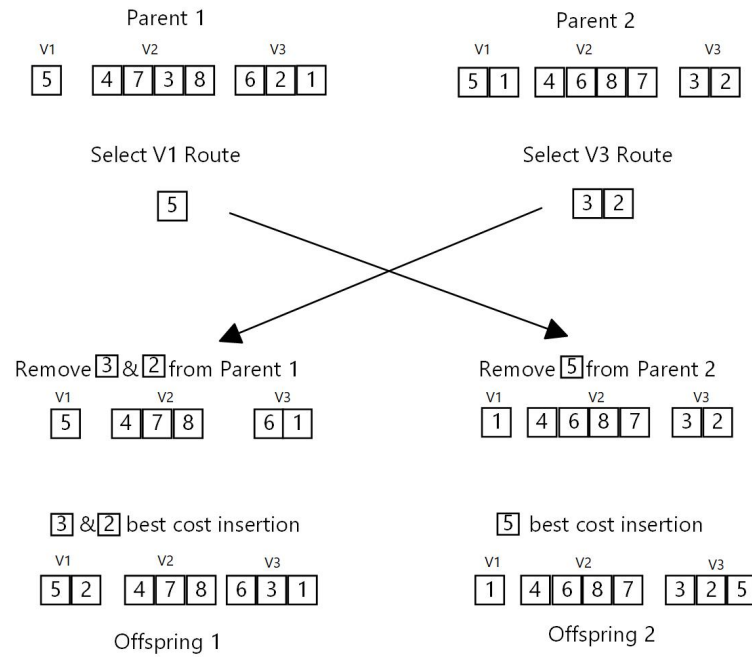 Parent 1 Parent 2
V1 V2 V3 V1 V2 V3
5 4 7 3 8 6 2 1 5 1 4 6 8 7 3 2
Select V1 Route Select V3 Route
5 3 2
Remove 3 & 2 from Parent 1 Remove 5 from Parent 2
V1 V2 V3 V1 V2 V3
5 4 7 8 6 1 1 4 6 8 7 3 2
3 & 2 best cost insertion 5 best cost insertion
V1 V2 V3 V1 V2 V3
5 2 4 7 8 6 3 1 1 4 6 8 7 3 2 5
Offspring 1 Offspring 2